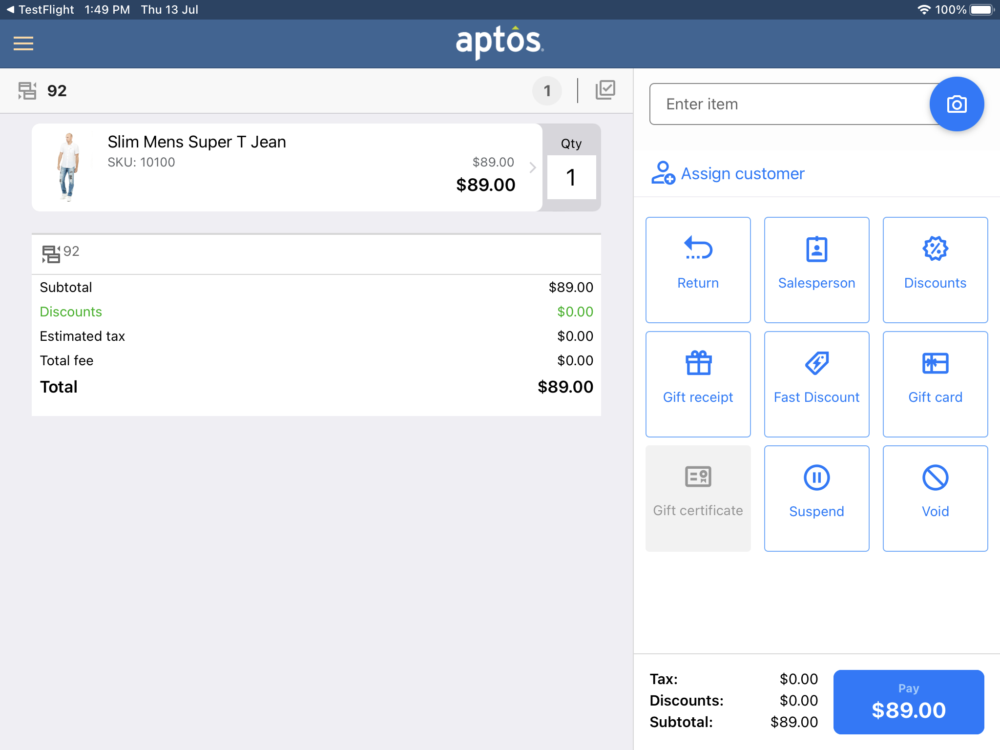 TestFlight 1:49 PM Thu 13 Jul 100%
aptos
92 1
Enter item
Slim Mens Super T Jean
SKU: 10100
$89.00
$89.00
Qty
1
Assign customer
92
Subtotal $89.00
Discounts $0.00
Estimated tax $0.00
Total fee $0.00
Total $89.00
Return
Salesperson
Discounts
Gift receipt
Fast Discount
Gift card
Gift certificate
Suspend
Void
Tax: $0.00
Discounts: $0.00
Subtotal: $89.00
Pay
$89.00